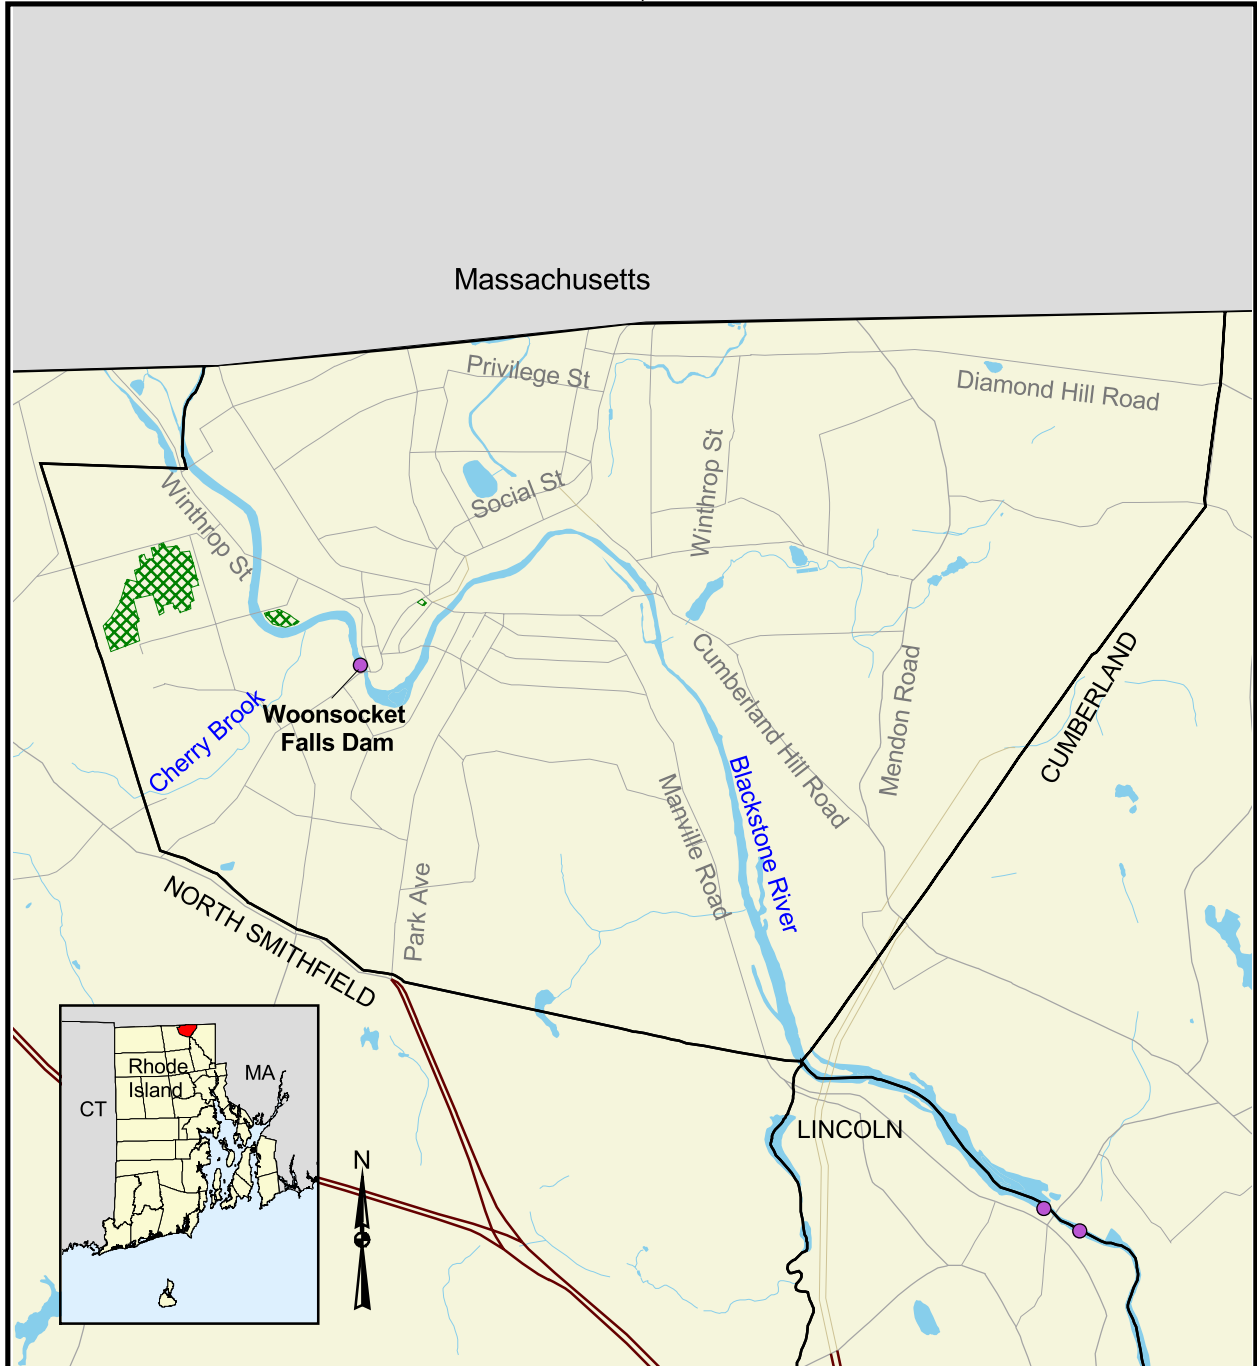 Massachusetts
Privilege St
Diamond Hill Road
Social St
Winthrop St
Winthrop St
Cumberland Hill Road
Mendon Road
CUMBERLAND
Cherry Brook
Woonsocket
Falls Dam
Blackstone River
Manville Road
Park Ave
NORTH SMITHFIELD
Rhode
Island
MA
CT
N
LINCOLN